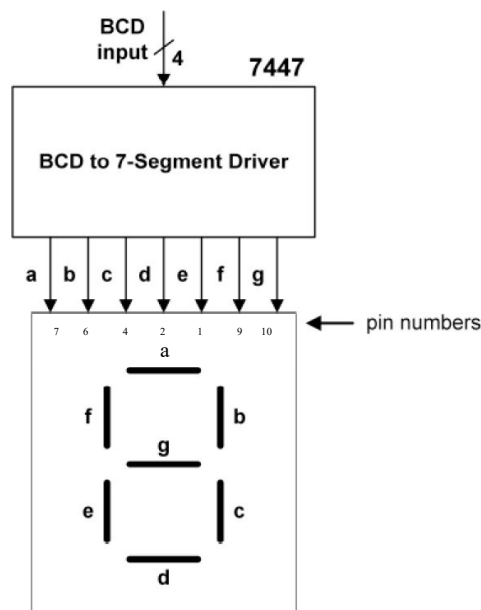 BCD
input
4
7447
BCD to 7-Segment Driver
a b c d e f g
7 6 4 2 1 9 10
pin numbers
a
f b
g
e c
d